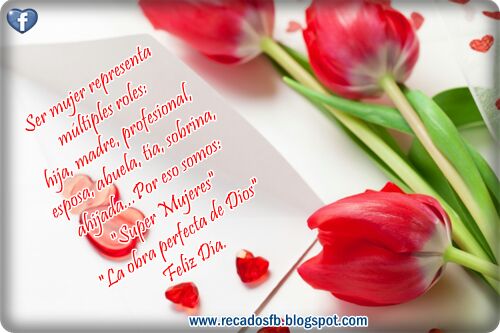 f
Ser mujer representa
múltiples roles:
hija, madre, profesional,
esposa, abuela, tía, sobrina,
ahijada...Por eso somos:
"Super Mujeres"
"La obra perfecta de Dios"
Feliz Dia.
www.recadosfb.blogspot.com